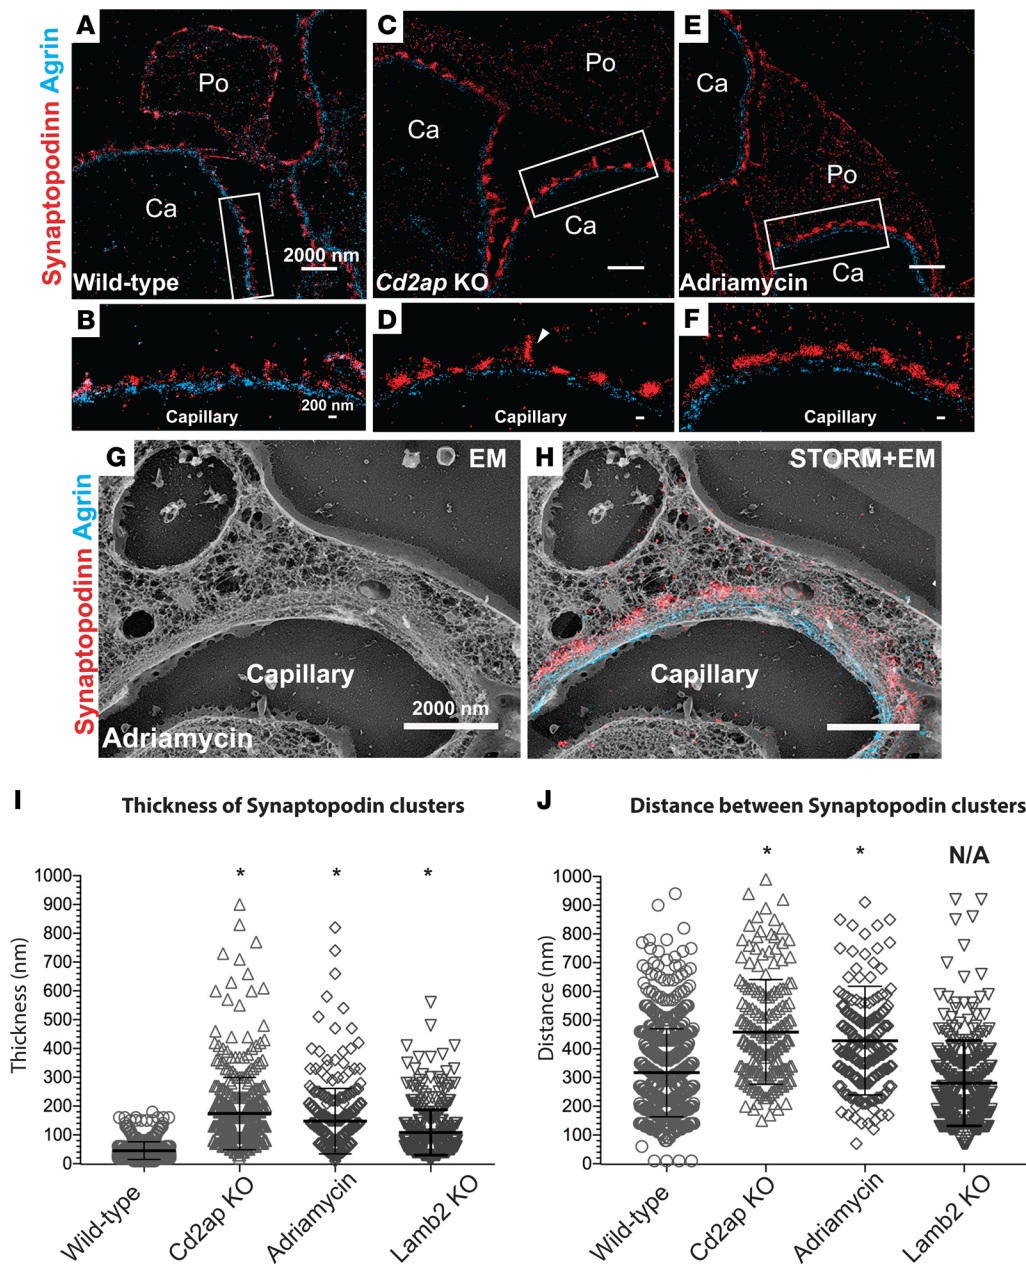 Synaptopodinn Agrin
A
Po
Ca
2000 nm
Wild-type
C
Po
Ca
Ca
Cd2ap KO
E
Ca
Po
Ca
Adriamycin
B
200 nm
Capillary
D
Capillary
F
Capillary
Synaptopodinn Agrin
G
EM
Capillary
2000 nm
Adriamycin
H
STORM+EM
Capillary
I
Thickness of Synaptopodin clusters
Thickness (nm)
1000
900
800
700
600
500
400
300
200
100
0
*
*
*
Wild-type
Cd2ap KO
Adriamycin
Lamb2 KO
J
Distance between Synaptopodin clusters
Distance (nm)
1000
900
800
700
600
500
400
300
200
100
0
*
*
N/A
Wild-type
Cd2ap KO
Adriamycin
Lamb2 KO